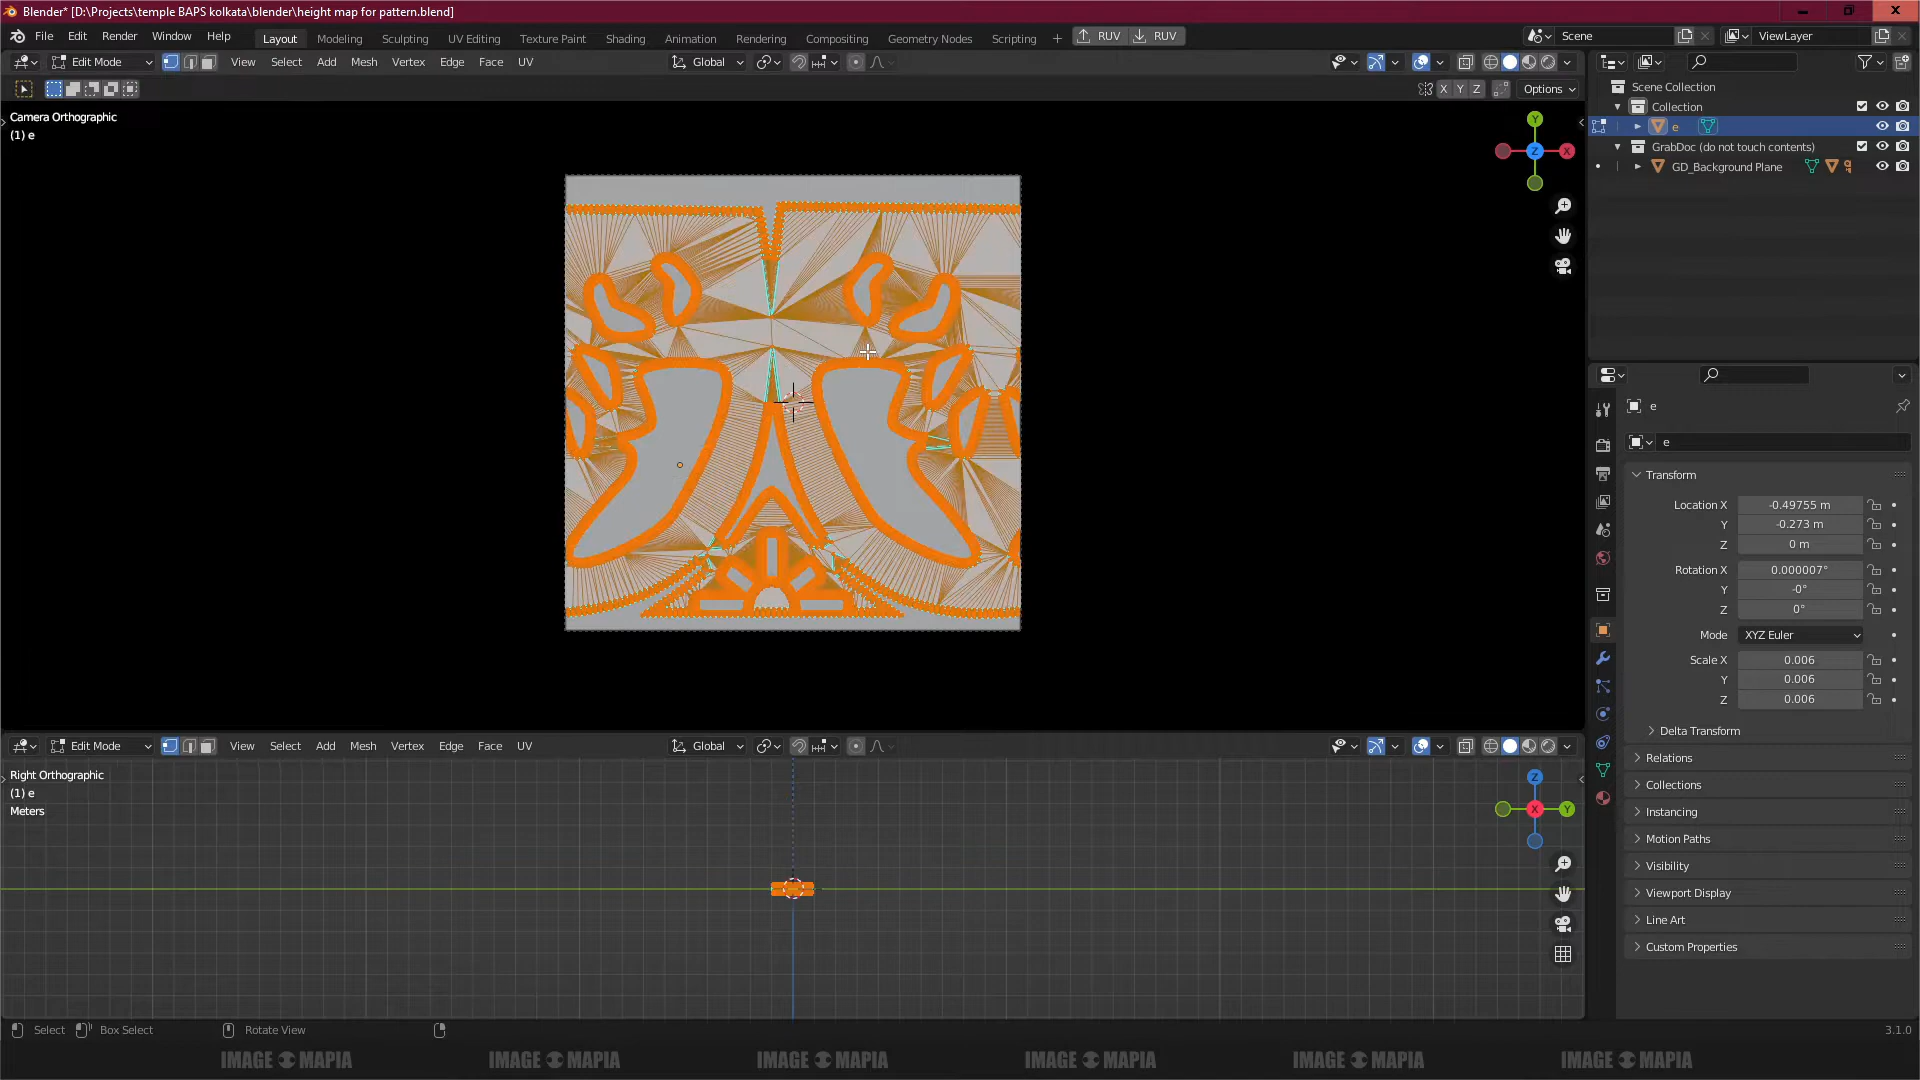 Blender* [D:\Projects\temple BAPS kolkata\blender\height map for pattern.blend]
File Edit Render Window Help Layout Modeling Sculpting UV Editing Texture Paint Shading Animation Rendering Compositing Geometry Nodes Scripting + RUV RUV Scene ViewLayer
Edit Mode View Select Add Mesh Vertex Edge Face UV Global
X Y Z Options
Scene Collection
Collection
e
GrabDoc (do not touch contents)
GD_Background Plane
Camera Orthographic
(1) e
Y
Z X
e
e
Transform
Location X -0.49755 m
Y -0.273 m
Z 0 m
Rotation X 0.000007°
Y -0°
Z 0°
Mode XYZ Euler
Scale X 0.006
Y 0.006
Z 0.006
Delta Transform
Relations
Collections
Instancing
Motion Paths
Visibility
Viewport Display
Line Art
Custom Properties
Edit Mode View Select Add Mesh Vertex Edge Face UV Global
Right Orthographic
(1) e
Meters
Z
X Y
Select Box Select Rotate View 3.1.0
IMAGE MAPIA IMAGE MAPIA IMAGE MAPIA IMAGE MAPIA IMAGE MAPIA IMAGE MAPIA